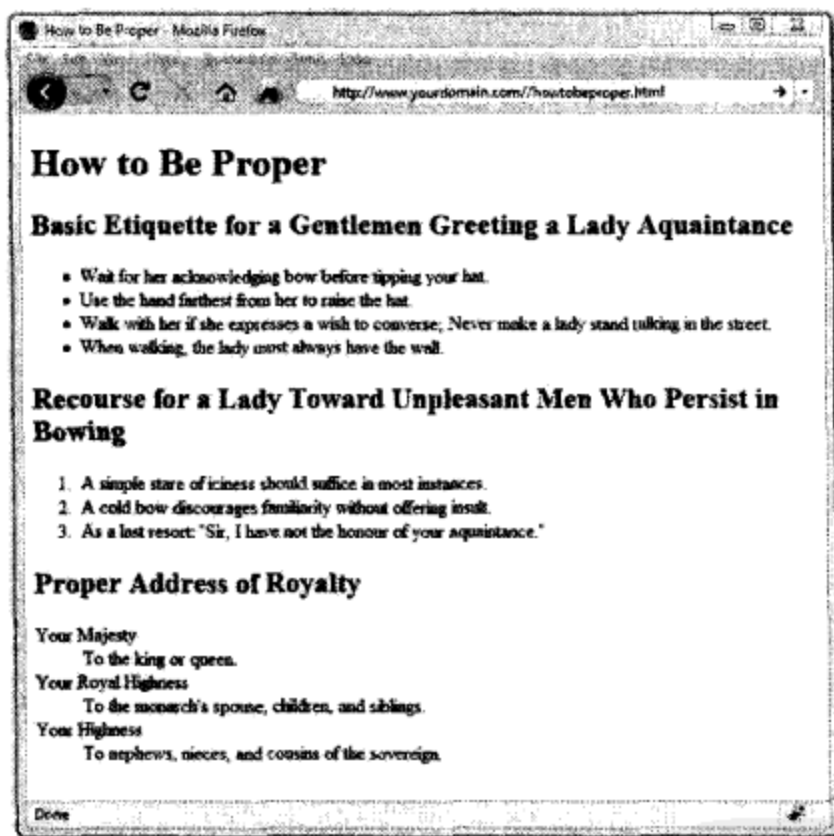 How to Be Proper - Mozilla Firefox
http://www.yourdomain.com//howtobeproper.html
How to Be Proper
Basic Etiquette for a Gentlemen Greeting a Lady Aquaintance
• Wait for her acknowledging bow before tipping your hat.
• Use the hand farthest from her to raise the hat.
• Walk with her if she expresses a wish to converse; Never make a lady stand talking in the street.
• When walking, the lady must always have the wall.
Recourse for a Lady Toward Unpleasant Men Who Persist in
Bowing
1. A simple stare of iciness should suffice in most instances.
2. A cold bow discourages familiarity without offering insult.
3. As a last resort: "Sir, I have not the honour of your aquaintance."
Proper Address of Royalty
Your Majesty
To the king or queen.
Your Royal Highness
To the monarch's spouse, children, and siblings.
Your Highness
To nephews, nieces, and cousins of the sovereign.
Done